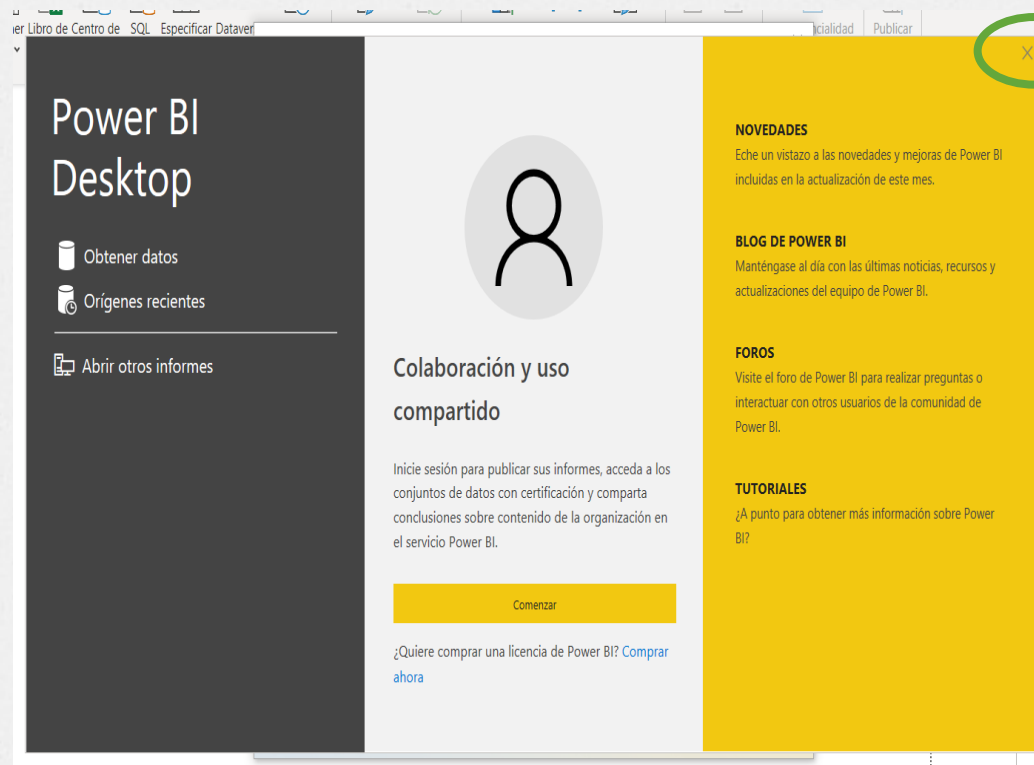 Libro de Centro de SQL Especificar Dataver
Publicar
X
Power BI
Desktop
Obtener datos
Orígenes recientes
Abrir otros informes
Colaboración y uso
compartido
Inicie sesión para publicar sus informes, acceda a los
conjuntos de datos con certificación y comparta
conclusiones sobre contenido de la organización en
el servicio Power BI.
Comenzar
¿Quiere comprar una licencia de Power BI? Comprar
ahora
NOVEDADES
Eche un vistazo a las novedades y mejoras de Power BI
incluidas en la actualización de este mes.
BLOG DE POWER BI
Manténgase al día con las últimas noticias, recursos y
actualizaciones del equipo de Power BI.
FOROS
Visite el foro de Power BI para realizar preguntas o
interactuar con otros usuarios de la comunidad de
Power BI.
TUTORIALES
¿A punto para obtener más información sobre Power
BI?